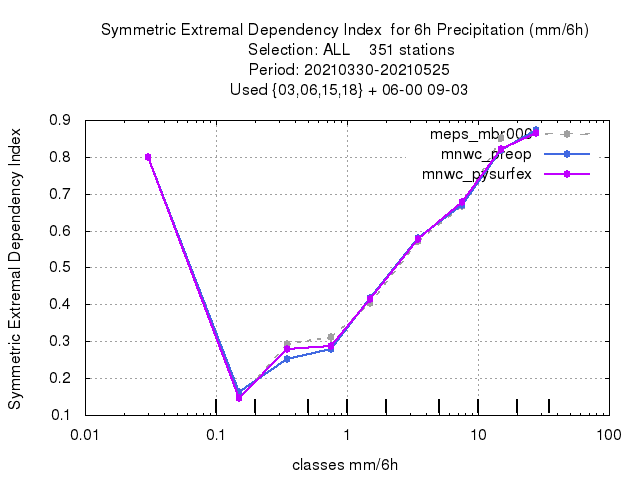 Symmetric Extremal Dependency Index  for 6h Precipitation (mm/6h)
Selection: ALL    351 stations
Period: 20210330-20210525
Used {03,06,15,18} + 06-00 09-03
Symmetric Extremal Dependency Index
0.9
0.8
0.7
0.6
0.5
0.4
0.3
0.2
0.1
meps_mbr000
mnwc_preop
mnwc_pysurfex
0.01
0.1
1
10
100
classes mm/6h